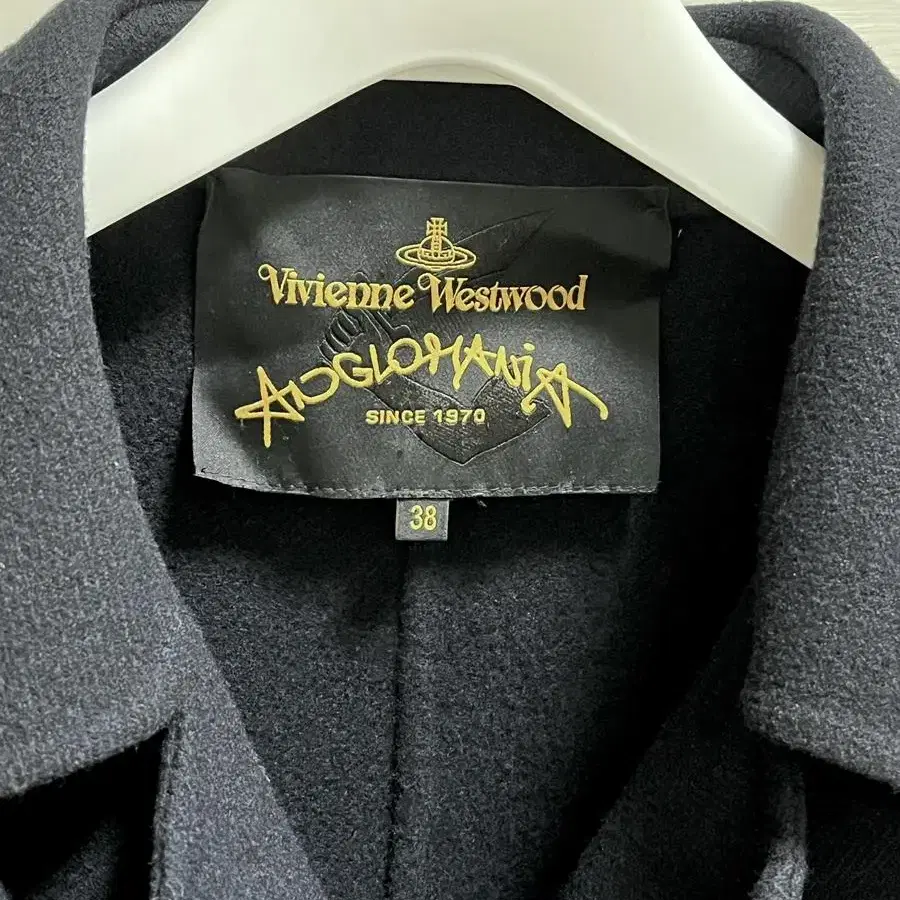 Vivienne Westwood
ANGLOMANIA
SINCE 1970
38